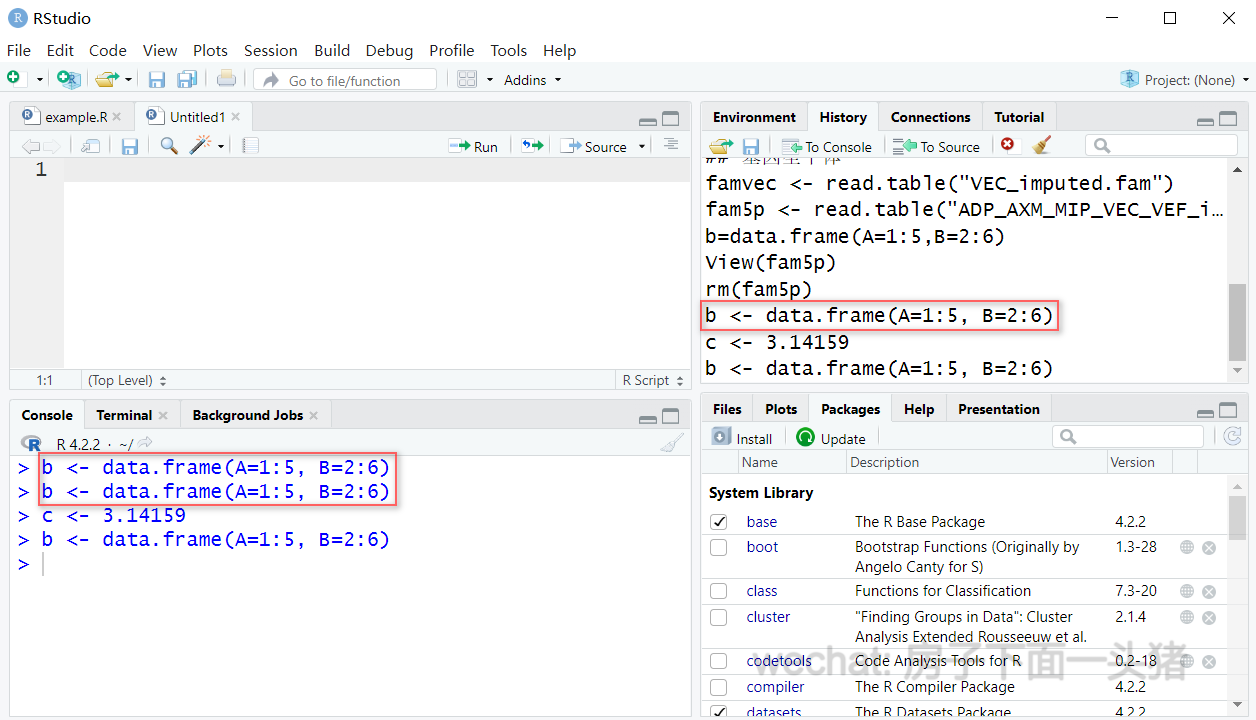 RStudio
File Edit Code View Plots Session Build Debug Profile Tools Help
Go to file/function Addins Project: (None)
example.R Untitled1
Run Source
1
1:1 (Top Level) R Script
Console Terminal Background Jobs
R 4.2.2 · ~/
> b <- data.frame(A=1:5, B=2:6)
> b <- data.frame(A=1:5, B=2:6)
> c <- 3.14159
> b <- data.frame(A=1:5, B=2:6)
>
Environment History Connections Tutorial
To Console To Source
## 基因型个体
famvec <- read.table("VEC_imputed.fam")
fam5p <- read.table("ADP_AXM_MIP_VEC_VEF_i…
b=data.frame(A=1:5,B=2:6)
View(fam5p)
rm(fam5p)
b <- data.frame(A=1:5, B=2:6)
c <- 3.14159
b <- data.frame(A=1:5, B=2:6)
Files Plots Packages Help Presentation
Install Update
Name Description Version
System Library
base The R Base Package 4.2.2
boot Bootstrap Functions (Originally by 1.3-28
Angelo Canty for S)
class Functions for Classification 7.3-20
cluster "Finding Groups in Data": Cluster 2.1.4
Analysis Extended Rousseeuw et al.
codetools Code Analysis Tools for R 0.2-18
compiler The R Compiler Package 4.2.2
datasets The R Datasets Package 4.2.2
wechat: 房子下面一头猪